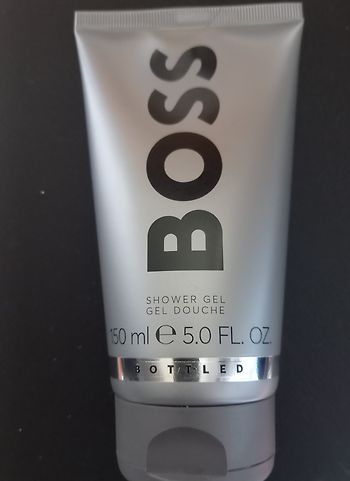 BOSS
SHOWER GEL
GEL DOUCHE
150 ml ℮ 5.0 FL. OZ.
BOTTLED